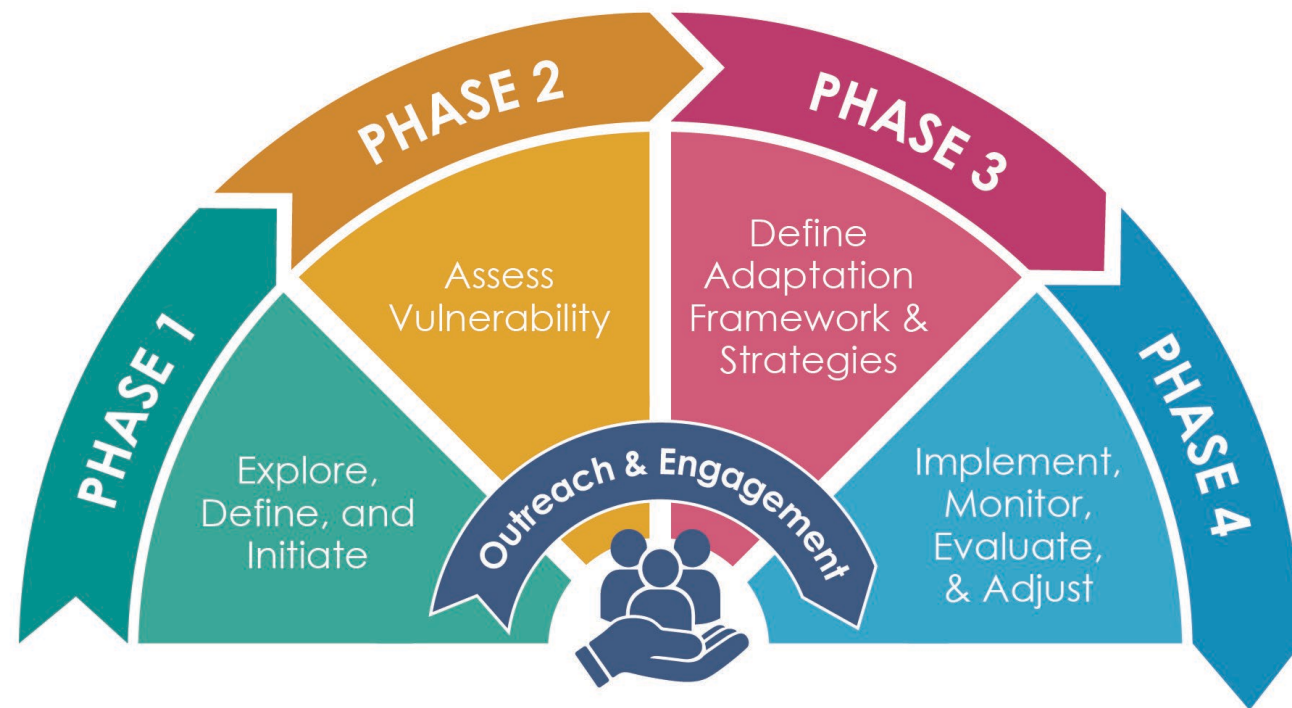 PHASE 1
Explore,
Define, and
Initiate
PHASE 2
Assess
Vulnerability
PHASE 3
Define
Adaptation
Framework &
Strategies
PHASE 4
Implement,
Monitor,
Evaluate,
& Adjust
Outreach & Engagement